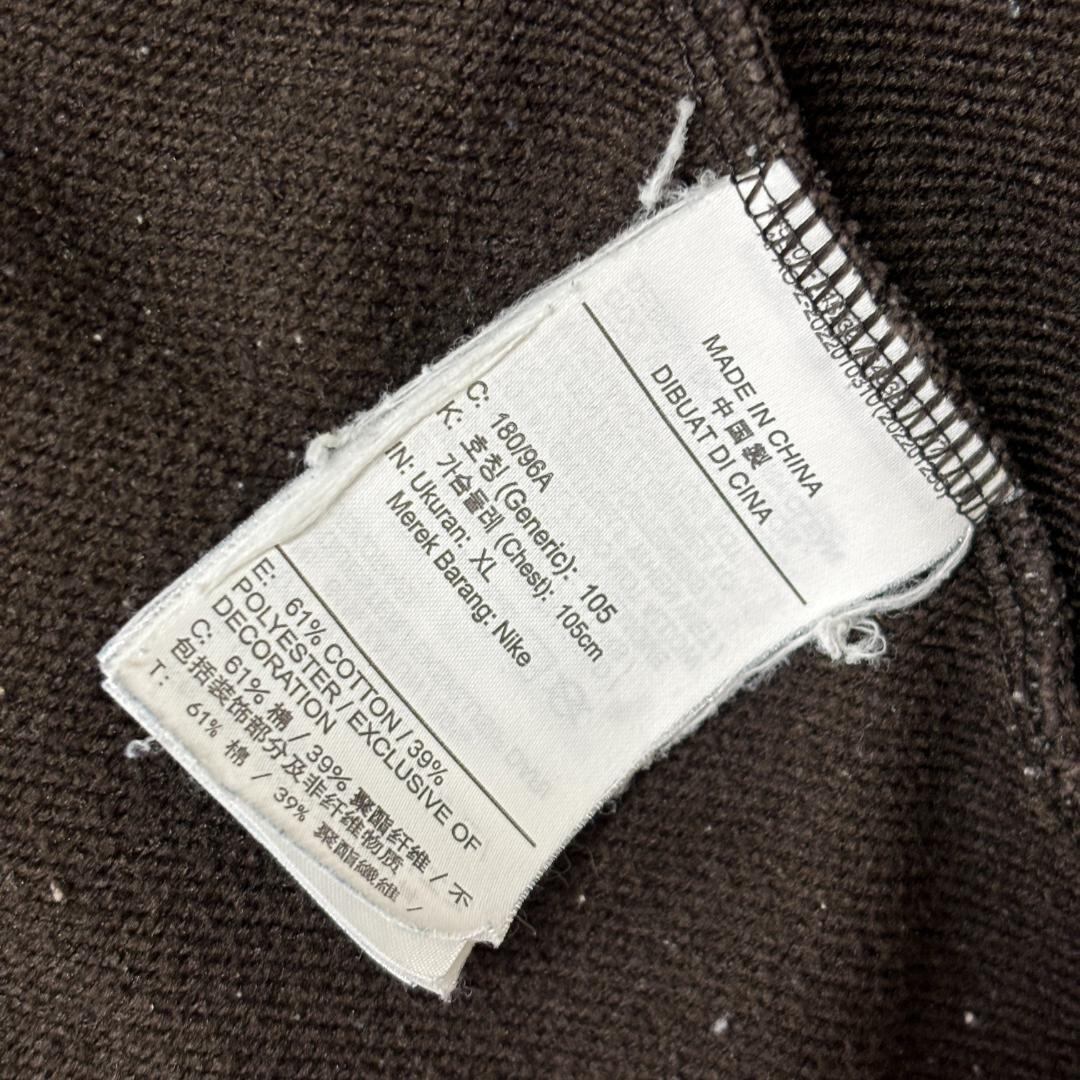 MADE IN CHINA
中國製
DIBUAT DI CINA
C: 180/96A
K: 호칭 (Generic): 105
가슴둘레 (Chest): 105cm
IN: Ukuran: XL
Merek Barang: Nike
E: 61% COTTON / 39%
POLYESTER / EXCLUSIVE OF
DECORATION
C: 61% 棉 / 39% 聚酯纤维 / 不
包括装饰部分及非纤维物质
T: 61% 棉 / 39% 聚酯纖維 /